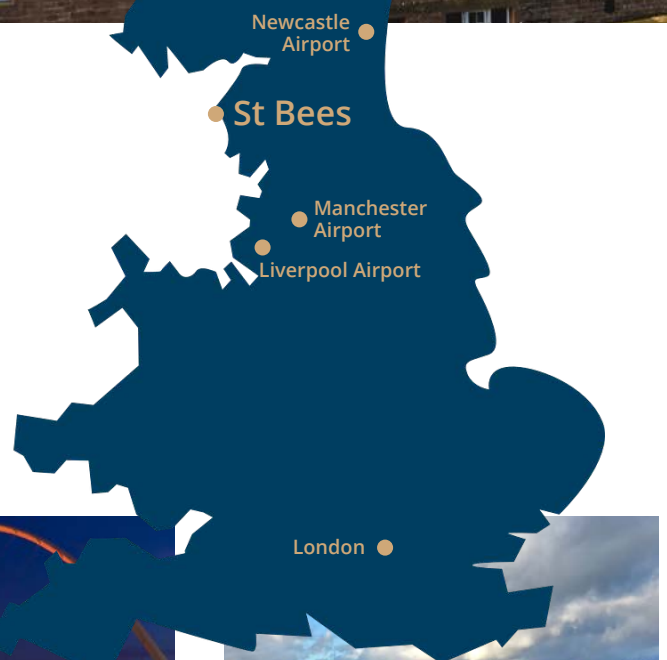 Newcastle
Airport
St Bees
Manchester
Airport
Liverpool Airport
London